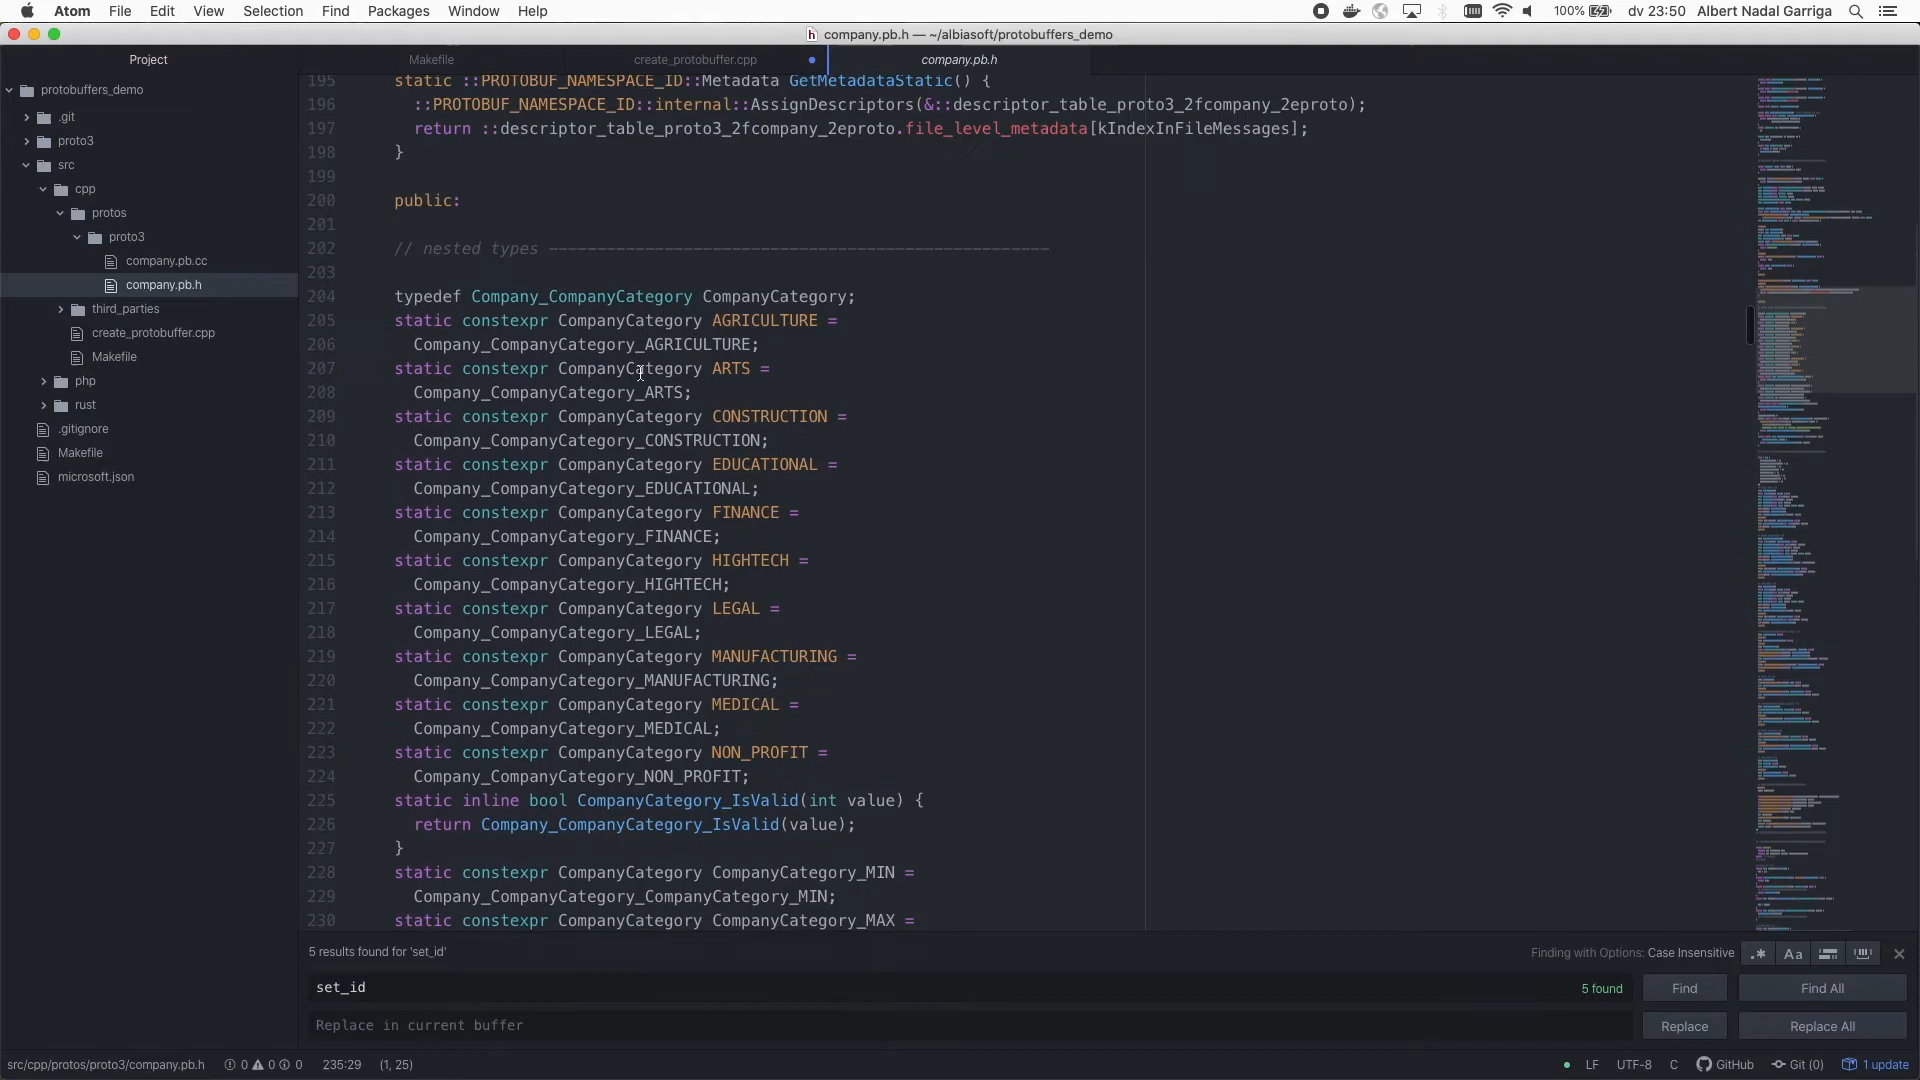 Atom File Edit View Selection Find Packages Window Help
100% dv 23:50 Albert Nadal Garriga
company.pb.h — ~/albiasoft/protobuffers_demo
Project
Makefile create_protobuffer.cpp company.pb.h
protobuffers_demo
.git
proto3
src
cpp
protos
proto3
company.pb.cc
company.pb.h
third_parties
create_protobuffer.cpp
Makefile
php
rust
.gitignore
Makefile
microsoft.json
195 static ::PROTOBUF_NAMESPACE_ID::Metadata GetMetadataStatic() {
196 ::PROTOBUF_NAMESPACE_ID::internal::AssignDescriptors(&::descriptor_table_proto3_2fcompany_2eproto);
197 return ::descriptor_table_proto3_2fcompany_2eproto.file_level_metadata[kIndexInFileMessages];
198 }
199
200 public:
201
202 // nested types ----------------------------------------------------
203
204 typedef Company_CompanyCategory CompanyCategory;
205 static constexpr CompanyCategory AGRICULTURE =
206 Company_CompanyCategory_AGRICULTURE;
207 static constexpr CompanyCategory ARTS =
208 Company_CompanyCategory_ARTS;
209 static constexpr CompanyCategory CONSTRUCTION =
210 Company_CompanyCategory_CONSTRUCTION;
211 static constexpr CompanyCategory EDUCATIONAL =
212 Company_CompanyCategory_EDUCATIONAL;
213 static constexpr CompanyCategory FINANCE =
214 Company_CompanyCategory_FINANCE;
215 static constexpr CompanyCategory HIGHTECH =
216 Company_CompanyCategory_HIGHTECH;
217 static constexpr CompanyCategory LEGAL =
218 Company_CompanyCategory_LEGAL;
219 static constexpr CompanyCategory MANUFACTURING =
220 Company_CompanyCategory_MANUFACTURING;
221 static constexpr CompanyCategory MEDICAL =
222 Company_CompanyCategory_MEDICAL;
223 static constexpr CompanyCategory NON_PROFIT =
224 Company_CompanyCategory_NON_PROFIT;
225 static inline bool CompanyCategory_IsValid(int value) {
226 return Company_CompanyCategory_IsValid(value);
227 }
228 static constexpr CompanyCategory CompanyCategory_MIN =
229 Company_CompanyCategory_CompanyCategory_MIN;
230 static constexpr CompanyCategory CompanyCategory_MAX =
5 results found for 'set_id'
Finding with Options: Case Insensitive .* Aa
set_id 5 found Find Find All
Replace in current buffer Replace Replace All
src/cpp/protos/proto3/company.pb.h 0 0 0 235:29 (1, 25)
LF UTF-8 C GitHub Git (0) 1 update